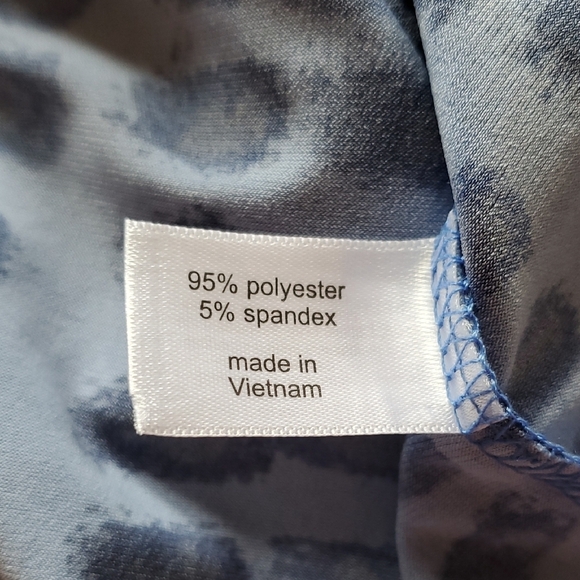 95% polyester
5% spandex
made in
Vietnam